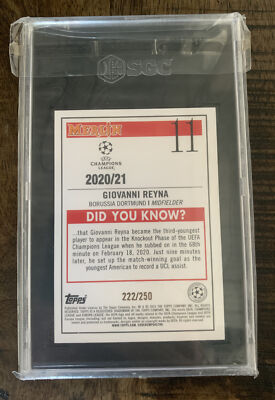 SGC
MERLIN
11
UEFA
CHAMPIONS
LEAGUE
2020/21
GIOVANNI REYNA
BORUSSIA DORTMUND | MIDFIELDER
DID YOU KNOW?
...that Giovanni Reyna became the third-youngest
player to appear in the Knockout Phase of the UEFA
Champions League when he subbed on in the 68th
minute on February 18, 2020. Just nine minutes
later, he set up the match-winning goal as the
youngest American to record a UCL assist.
Topps
222/250